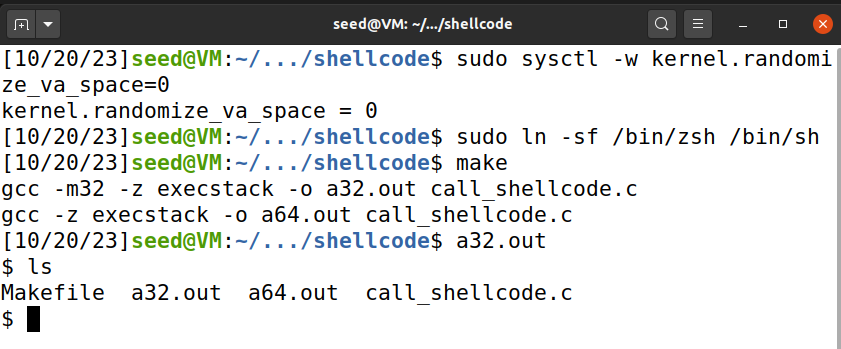 seed@VM: ~/.../shellcode
[10/20/23]seed@VM:~/.../shellcode$ sudo sysctl -w kernel.randomi
ze_va_space=0
kernel.randomize_va_space = 0
[10/20/23]seed@VM:~/.../shellcode$ sudo ln -sf /bin/zsh /bin/sh
[10/20/23]seed@VM:~/.../shellcode$ make
gcc -m32 -z execstack -o a32.out call_shellcode.c
gcc -z execstack -o a64.out call_shellcode.c
[10/20/23]seed@VM:~/.../shellcode$ a32.out
$ ls
Makefile  a32.out  a64.out  call_shellcode.c
$